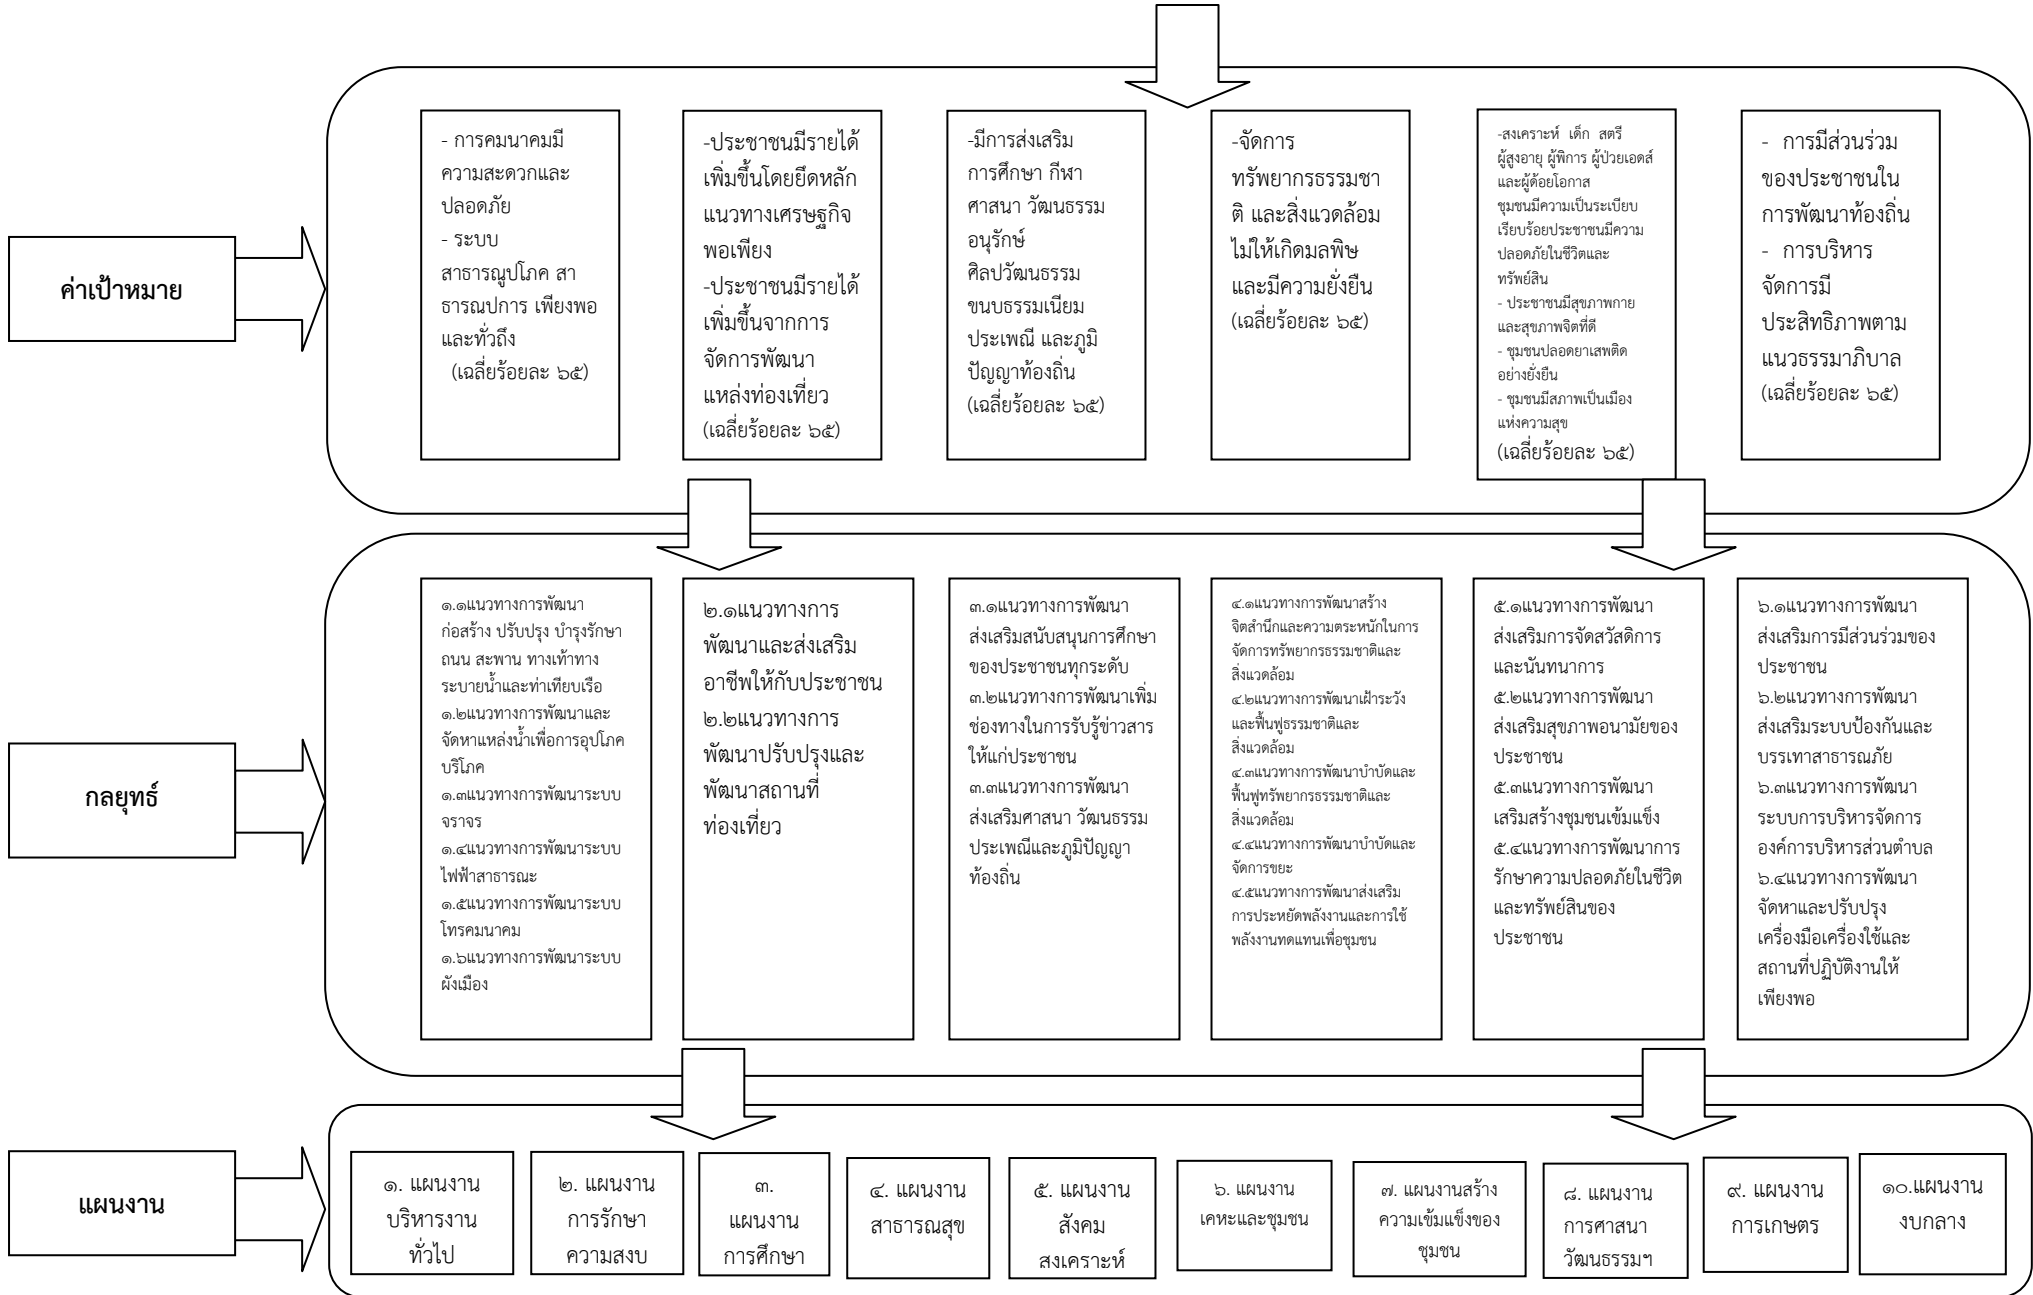 ค่าเป้าหมาย
- การคมนาคมมี
ความสะดวกและ
ปลอดภัย
- ระบบ
สาธารณูปโภค สา
ธารณปการ เพียงพอ
และทั่วถึง
(เฉลี่ยร้อยละ ๖๕)
-ประชาชนมีรายได้
เพิ่มขึ้นโดยยึดหลัก
แนวทางเศรษฐกิจ
พอเพียง
-ประชาชนมีรายได้
เพิ่มขึ้นจากการ
จัดการพัฒนา
แหล่งท่องเที่ยว
(เฉลี่ยร้อยละ ๖๕)
-มีการส่งเสริม
การศึกษา กีฬา
ศาสนา วัฒนธรรม
อนุรักษ์
ศิลปวัฒนธรรม
ขนบธรรมเนียม
ประเพณี และภูมิ
ปัญญาท้องถิ่น
(เฉลี่ยร้อยละ ๖๕)
-จัดการ
ทรัพยากรธรรมชา
ติ และสิ่งแวดล้อม
ไม่ให้เกิดมลพิษ
และมีความยั่งยืน
(เฉลี่ยร้อยละ ๖๕)
-สงเคราะห์ เด็ก สตรี
ผู้สูงอายุ ผู้พิการ ผู้ป่วยเอดส์
และผู้ด้อยโอกาส
ชุมชนมีความเป็นระเบียบ
เรียบร้อยประชาชนมีความ
ปลอดภัยในชีวิตและ
ทรัพย์สิน
- ประชาชนมีสุขภาพกาย
และสุขภาพจิตที่ดี
- ชุมชนปลอดยาเสพติด
อย่างยั่งยืน
- ชุมชนมีสภาพเป็นเมือง
แห่งความสุข
(เฉลี่ยร้อยละ ๖๕)
- การมีส่วนร่วม
ของประชาชนใน
การพัฒนาท้องถิ่น
- การบริหาร
จัดการมี
ประสิทธิภาพตาม
แนวธรรมาภิบาล
(เฉลี่ยร้อยละ ๖๕)
กลยุทธ์
๑.๑แนวทางการพัฒนา
ก่อสร้าง ปรับปรุง บำรุงรักษา
ถนน สะพาน ทางเท้าทาง
ระบายน้ำและท่าเทียบเรือ
๑.๒แนวทางการพัฒนาและ
จัดหาแหล่งน้ำเพื่อการอุปโภค
บริโภค
๑.๓แนวทางการพัฒนาระบบ
จราจร
๑.๔แนวทางการพัฒนาระบบ
ไฟฟ้าสาธารณะ
๑.๕แนวทางการพัฒนาระบบ
โทรคมนาคม
๑.๖แนวทางการพัฒนาระบบ
ผังเมือง
๒.๑แนวทางการ
พัฒนาและส่งเสริม
อาชีพให้กับประชาชน
๒.๒แนวทางการ
พัฒนาปรับปรุงและ
พัฒนาสถานที่
ท่องเที่ยว
๓.๑แนวทางการพัฒนา
ส่งเสริมสนับสนุนการศึกษา
ของประชาชนทุกระดับ
๓.๒แนวทางการพัฒนาเพิ่ม
ช่องทางในการรับรู้ข่าวสาร
ให้แก่ประชาชน
๓.๓แนวทางการพัฒนา
ส่งเสริมศาสนา วัฒนธรรม
ประเพณีและภูมิปัญญา
ท้องถิ่น
๔.๑แนวทางการพัฒนาสร้าง
จิตสำนึกและความตระหนักในการ
จัดการทรัพยากรธรรมชาติและ
สิ่งแวดล้อม
๔.๒แนวทางการพัฒนาเฝ้าระวัง
และฟื้นฟูธรรมชาติและ
สิ่งแวดล้อม
๔.๓แนวทางการพัฒนาบำบัดและ
ฟื้นฟูทรัพยากรธรรมชาติและ
สิ่งแวดล้อม
๔.๔แนวทางการพัฒนาบำบัดและ
จัดการขยะ
๔.๕แนวทางการพัฒนาส่งเสริม
การประหยัดพลังงานและการใช้
พลังงานทดแทนเพื่อชุมชน
๕.๑แนวทางการพัฒนา
ส่งเสริมการจัดสวัสดิการ
และนันทนาการ
๕.๒แนวทางการพัฒนา
ส่งเสริมสุขภาพอนามัยของ
ประชาชน
๕.๓แนวทางการพัฒนา
เสริมสร้างชุมชนเข้มแข็ง
๕.๔แนวทางการพัฒนาการ
รักษาความปลอดภัยในชีวิต
และทรัพย์สินของ
ประชาชน
๖.๑แนวทางการพัฒนา
ส่งเสริมการมีส่วนร่วมของ
ประชาชน
๖.๒แนวทางการพัฒนา
ส่งเสริมระบบป้องกันและ
บรรเทาสาธารณภัย
๖.๓แนวทางการพัฒนา
ระบบการบริหารจัดการ
องค์การบริหารส่วนตำบล
๖.๔แนวทางการพัฒนา
จัดหาและปรับปรุง
เครื่องมือเครื่องใช้และ
สถานที่ปฏิบัติงานให้
เพียงพอ
แผนงาน
๑. แผนงาน
บริหารงาน
ทั่วไป
๒. แผนงาน
การรักษา
ความสงบ
๓.
แผนงาน
การศึกษา
๔. แผนงาน
สาธารณสุข
๕. แผนงาน
สังคม
สงเคราะห์
๖. แผนงาน
เคหะและชุมชน
๗. แผนงานสร้าง
ความเข้มแข็งของ
ชุมชน
๘. แผนงาน
การศาสนา
วัฒนธรรมฯ
๙. แผนงาน
การเกษตร
๑๐.แผนงาน
งบกลาง